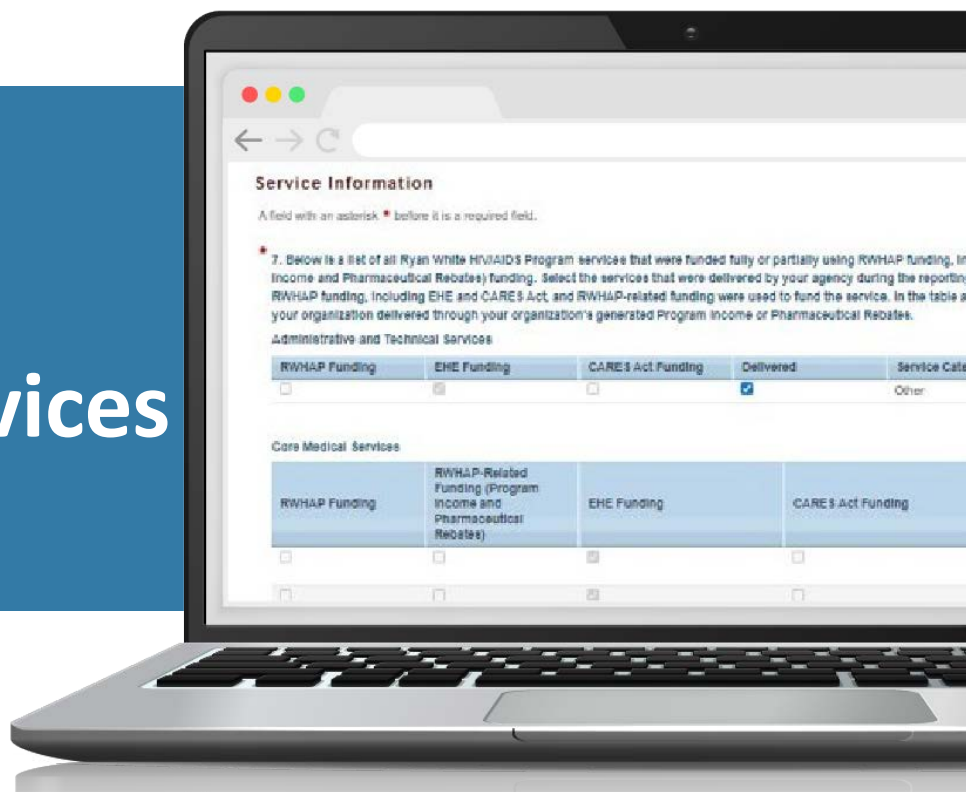 vices
Service Information
A field with an asterisk * before it is a required field.
* 7. Below is a list of all Ryan White HIV/AIDS Program services that were funded fully or partially using RWHAP funding, in
Income and Pharmaceutical Rebates) funding. Select the services that were delivered by your agency during the reporting
RWHAP funding, including EHE and CARES Act, and RWHAP-related funding were used to fund the service. In the table a
your organization delivered through your organization's generated Program Income or Pharmaceutical Rebates.
Administrative and Technical Services
RWHAP Funding EHE Funding CARES Act Funding Delivered Service Cate
Other
Core Medical Services
RWHAP Funding RWHAP-Related Funding (Program Income and Pharmaceutical Rebates) EHE Funding CARES Act Funding